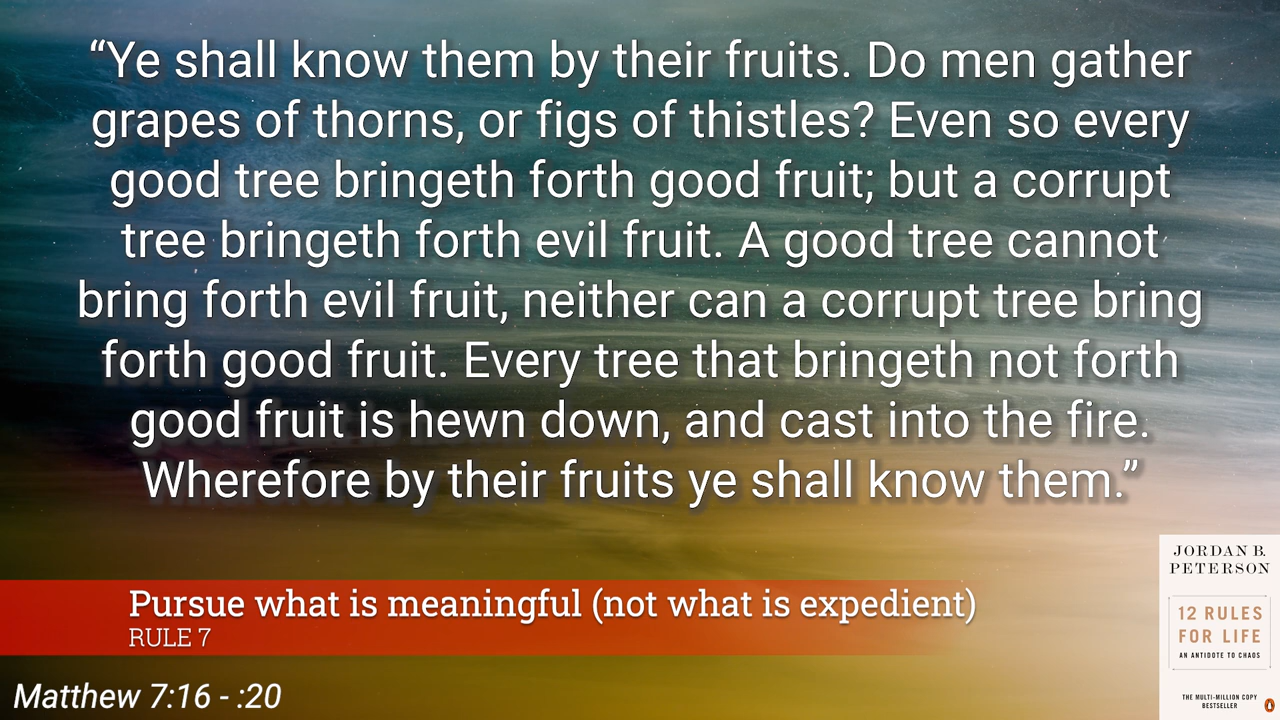 “Ye shall know them by their fruits. Do men gather
grapes of thorns, or figs of thistles? Even so every
good tree bringeth forth good fruit; but a corrupt
tree bringeth forth evil fruit. A good tree cannot
bring forth evil fruit, neither can a corrupt tree bring
forth good fruit. Every tree that bringeth not forth
good fruit is hewn down, and cast into the fire.
Wherefore by their fruits ye shall know them.”
Pursue what is meaningful (not what is expedient)
RULE 7
Matthew 7:16 - :20
JORDAN B.
PETERSON
12 RULES
FOR LIFE
AN ANTIDOTE TO CHAOS
THE MULTI-MILLION COPY
BESTSELLER